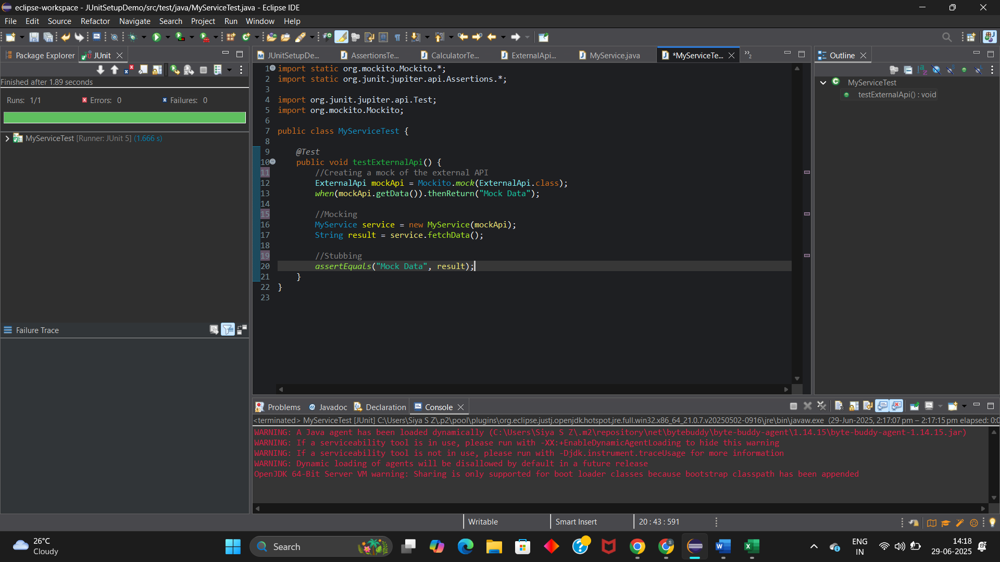 eclipse-workspace - JUnitSetupDemo/src/test/java/MyServiceTest.java - Eclipse IDE
File Edit Source Refactor Navigate Search Project Run Window Help
Package Explorer JUnit
Finished after 1.89 seconds
Runs: 1/1 Errors: 0 Failures: 0
MyServiceTest [Runner: JUnit 5] (1.666 s)
Failure Trace
JUnitSetupDe... AssertionsTe... CalculatorTe... ExternalApi... MyService.java *MyServiceTe... »2
1 import static org.mockito.Mockito.*;
2 import static org.junit.jupiter.api.Assertions.*;
3
4 import org.junit.jupiter.api.Test;
5 import org.mockito.Mockito;
6
7 public class MyServiceTest {
8
9 @Test
10 public void testExternalApi() {
11 //Creating a mock of the external API
12 ExternalApi mockApi = Mockito.mock(ExternalApi.class);
13 when(mockApi.getData()).thenReturn("Mock Data");
14
15 //Mocking
16 MyService service = new MyService(mockApi);
17 String result = service.fetchData();
18
19 //Stubbing
20 assertEquals("Mock Data", result);
21 }
22 }
23
Outline
MyServiceTest
testExternalApi() : void
Problems @ Javadoc Declaration Console
<terminated> MyServiceTest [JUnit] C:\Users\Siya S Z\.p2\pool\plugins\org.eclipse.justj.openjdk.hotspot.jre.full.win32.x86_64_21.0.7.v20250502-0916\jre\bin\javaw.exe (29-Jun-2025, 2:17:07 pm – 2:17:15 pm elapsed: 0:0
WARNING: A Java agent has been loaded dynamically (C:\Users\Siya S Z\.m2\repository\net\bytebuddy\byte-buddy-agent\1.14.15\byte-buddy-agent-1.14.15.jar)
WARNING: If a serviceability tool is in use, please run with -XX:+EnableDynamicAgentLoading to hide this warning
WARNING: If a serviceability tool is not in use, please run with -Djdk.instrument.traceUsage for more information
WARNING: Dynamic loading of agents will be disallowed by default in a future release
OpenJDK 64-Bit Server VM warning: Sharing is only supported for boot loader classes because bootstrap classpath has been appended
Writable Smart Insert 20 : 43 : 591
26°C
Cloudy
Search
ENG
IN
14:18
29-06-2025